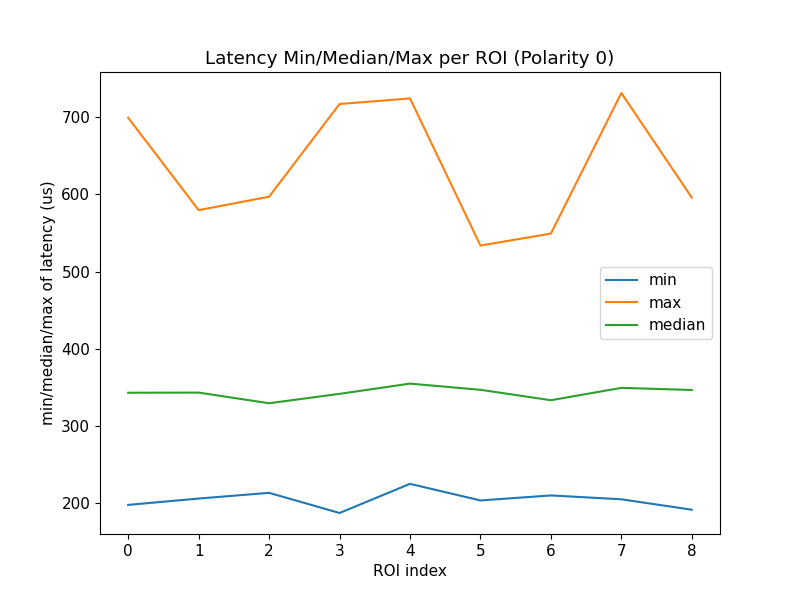 Latency Min/Median/Max per ROI (Polarity 0)
min/median/max of latency (us)
700
600
500
400
300
200
min
max
median
0 1 2 3 4 5 6 7 8
ROI index